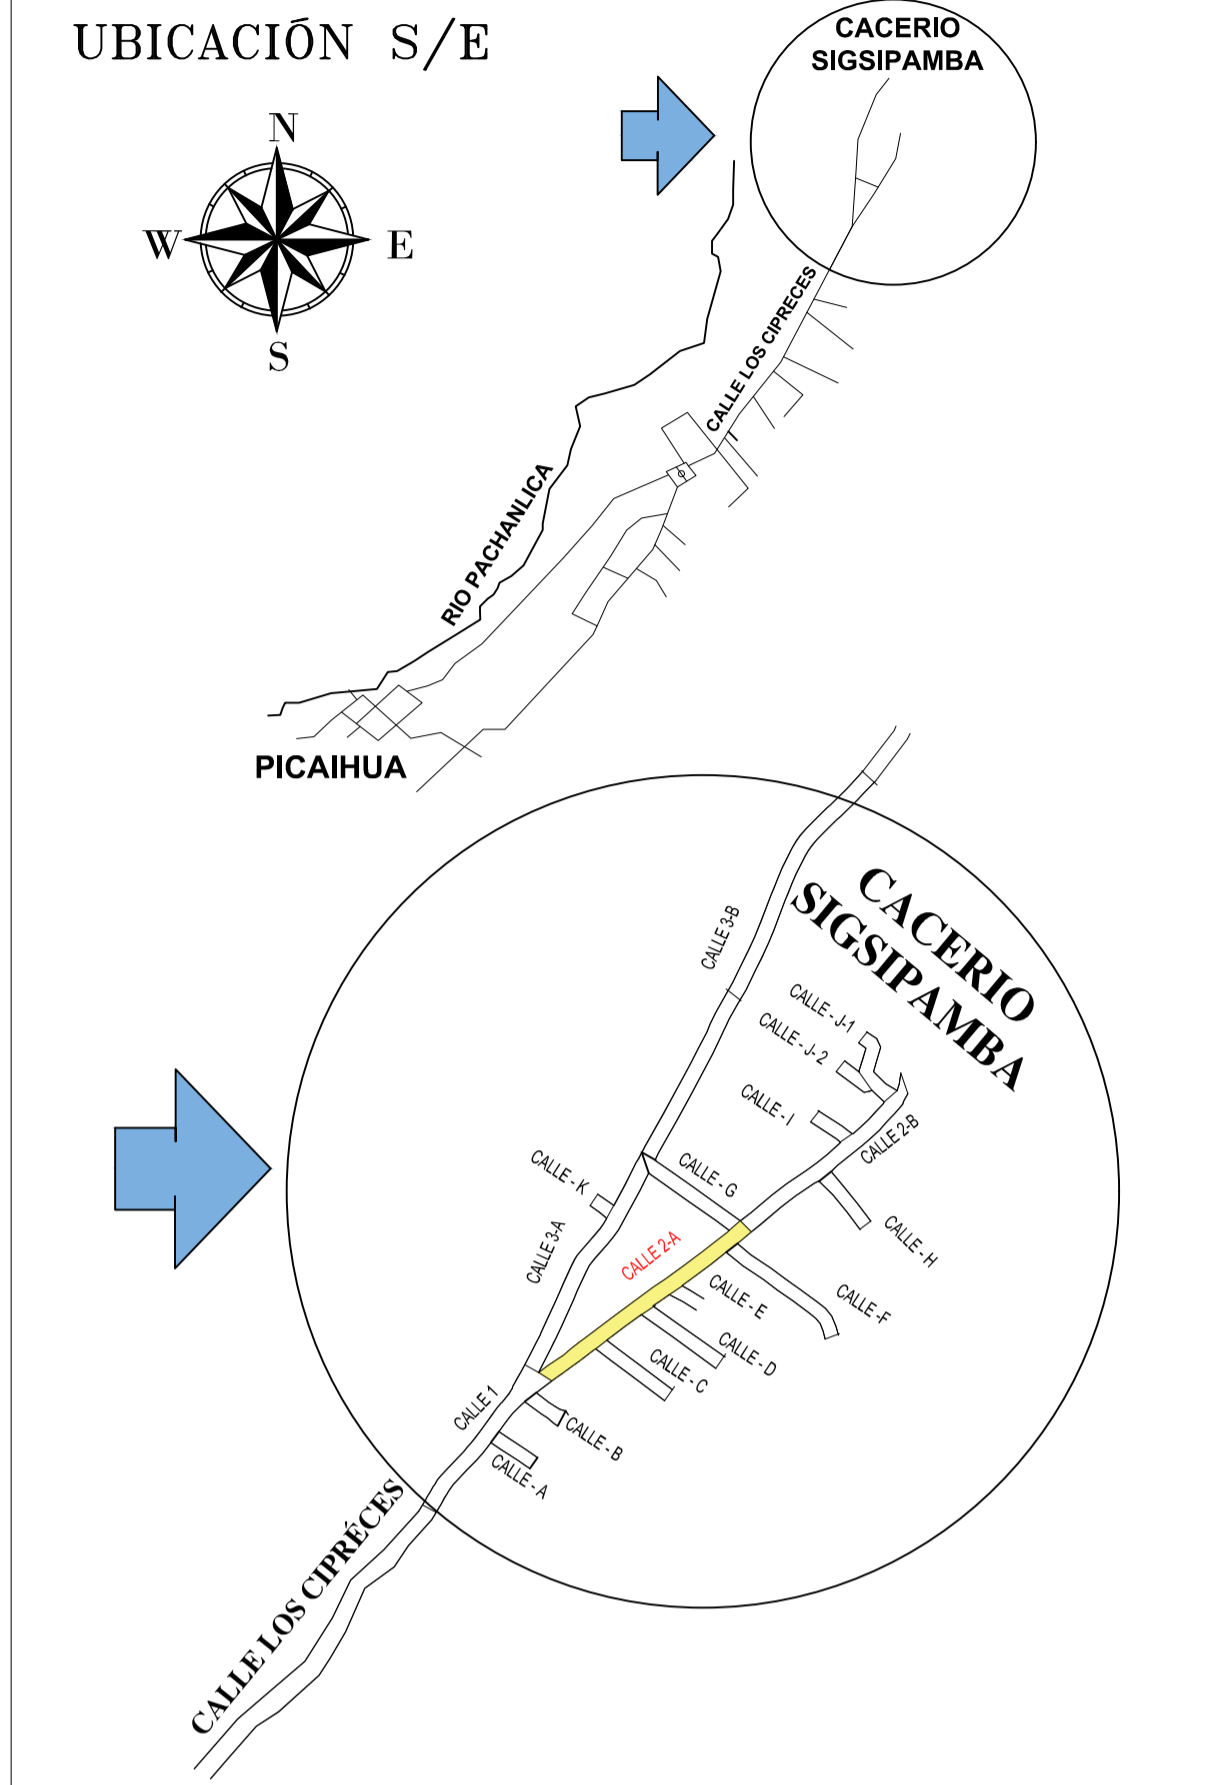 UBICACIÓN S/E
N
W
E
S
CACERIO
SIGSIPAMBA
CALLE LOS CIPRECES
RIO PACHANLICA
PICAIHUA
CACERIO
SIGSIPAMBA
CALLE 3-B
CALLE - J-1
CALLE - J- 2
CALLE - I
CALLE 2-B
CALLE - K
CALLE - G
CALLE - H
CALLE 3-A
CALLE 2-A
CALLE - E
CALLE -F
CALLE - D
CALLE - C
CALLE 1
CALLE - B
CALLE - A
CALLE LOS CIPRÉCES